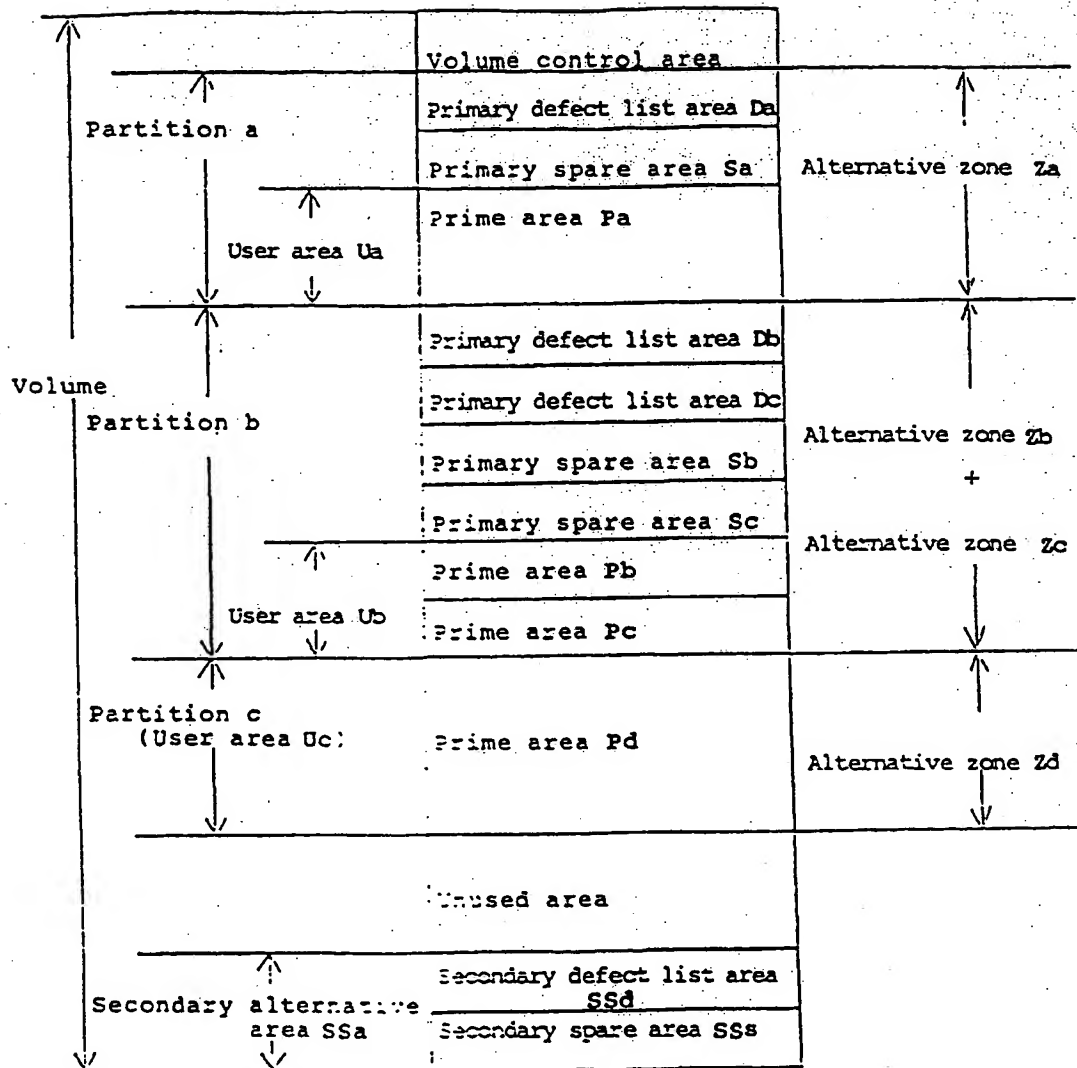 Volume control area
Primary defect list area Da
Partition a
Primary spare area Sa
Alternative zone Za
Prime area Pa
User area Ua
Primary defect list area Db
Volume
Primary defect list area Dc
Partition b
Alternative zone Zb
Primary spare area Sb
+
Primary spare area Sc
Alternative zone Zc
Prime area Pb
User area Ub
Prime area Pc
Partition c
(User area Uc)
Prime area Pd
Alternative zone Zd
Unused area
Secondary defect list area
SSd
Secondary alternative
area SSa
Secondary spare area SSs